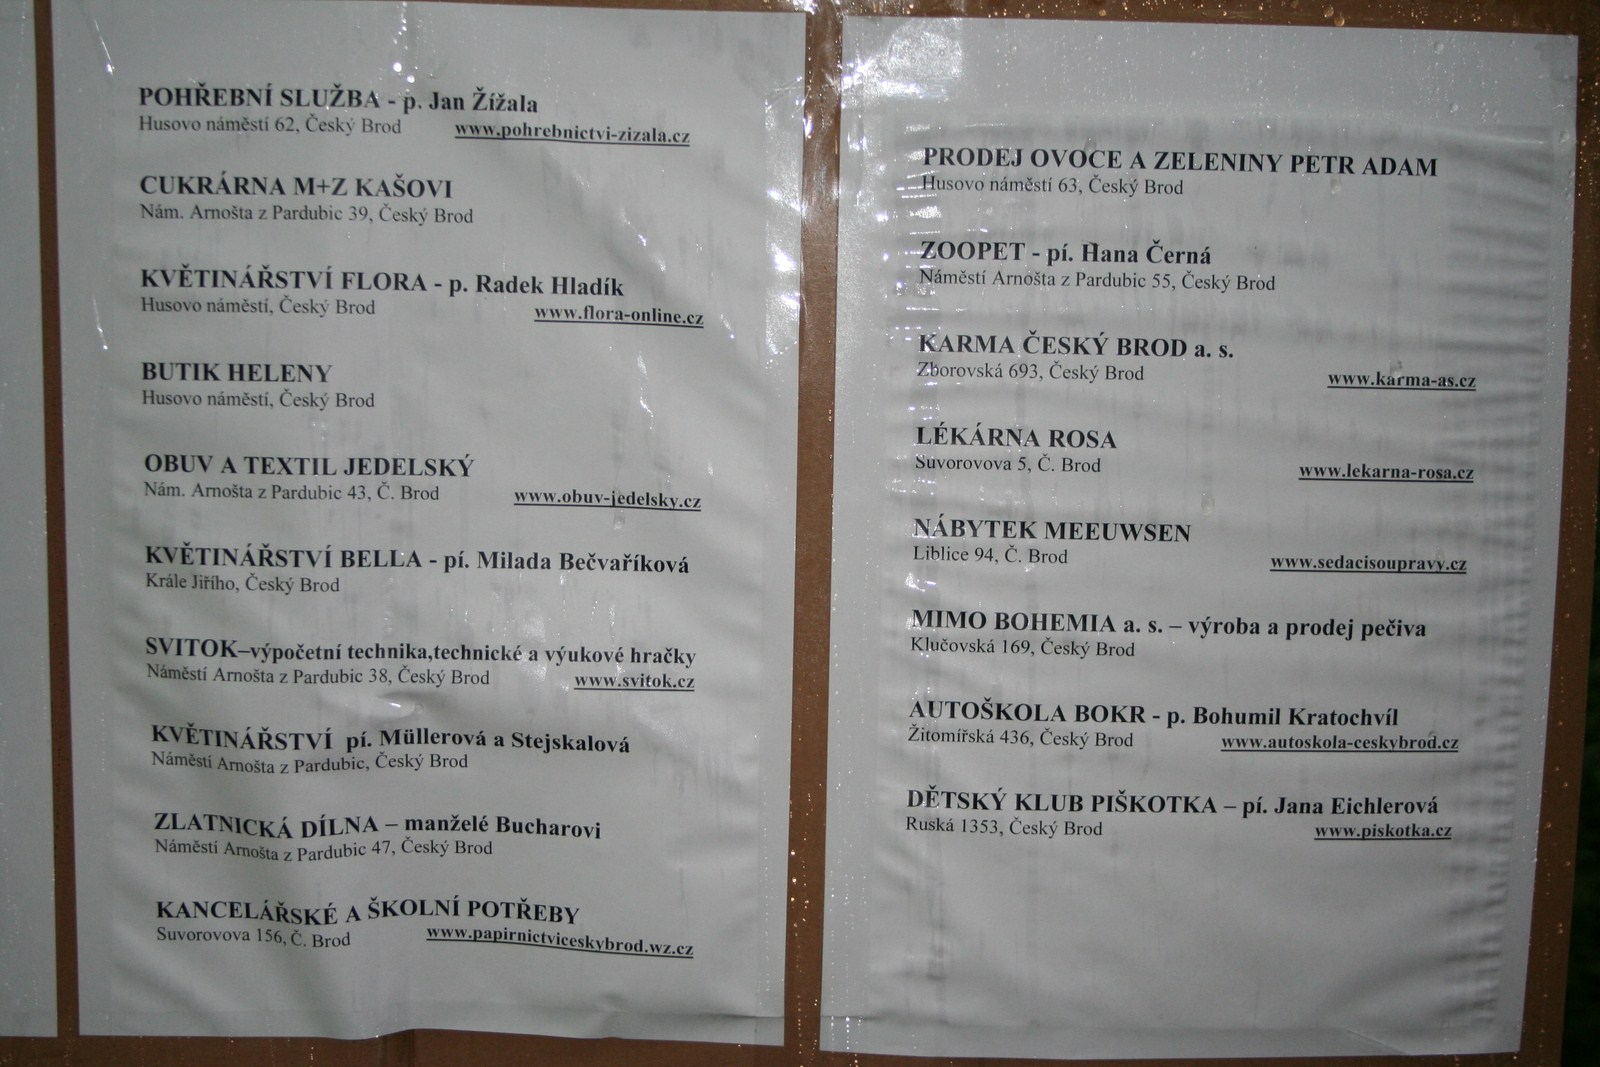 POHŘEBNÍ SLUŽBA - p. Jan Žížala
Husovo náměstí 62, Český Brod www.pohrebnictvi-zizala.cz
CUKRÁRNA M+Z KAŠOVI
Nám. Arnošta z Pardubic 39, Český Brod
KVĚTINÁŘSTVÍ FLORA - p. Radek Hladík
Husovo náměstí, Český Brod www.flora-online.cz
BUTIK HELENY
Husovo náměstí, Český Brod
OBUV A TEXTIL JEDELSKÝ
Nám. Arnošta z Pardubic 43, Č. Brod www.obuv-jedelsky.cz
KVĚTINÁŘSTVÍ BELLA - pí. Milada Bečvaříková
Krále Jiřího, Český Brod
SVITOK–výpočetní technika,technické a výukové hračky
Náměstí Arnošta z Pardubic 38, Český Brod www.svitok.cz
KVĚTINÁŘSTVÍ pí. Müllerová a Stejskalová
Náměstí Arnošta z Pardubic, Český Brod
ZLATNICKÁ DÍLNA – manželé Bucharovi
Náměstí Arnošta z Pardubic 47, Český Brod
KANCELÁŘSKÉ A ŠKOLNÍ POTŘEBY
Suvorovova 156, Č. Brod www.papirnictviceskybrod.wz.cz
PRODEJ OVOCE A ZELENINY PETR ADAM
Husovo náměstí 63, Český Brod
ZOOPET - pí. Hana Černá
Náměstí Arnošta z Pardubic 55, Český Brod
KARMA ČESKÝ BROD a. s.
Zborovská 693, Český Brod www.karma-as.cz
LÉKÁRNA ROSA
Suvorovova 5, Č. Brod www.lekarna-rosa.cz
NÁBYTEK MEEUWSEN
Liblice 94, Č. Brod www.sedacisoupravy.cz
MIMO BOHEMIA a. s. – výroba a prodej pečiva
Klučovská 169, Český Brod
AUTOŠKOLA BOKR - p. Bohumil Kratochvíl
Žitomířská 436, Český Brod www.autoskola-ceskybrod.cz
DĚTSKÝ KLUB PIŠKOTKA – pí. Jana Eichlerová
Ruská 1353, Český Brod www.piskotka.cz